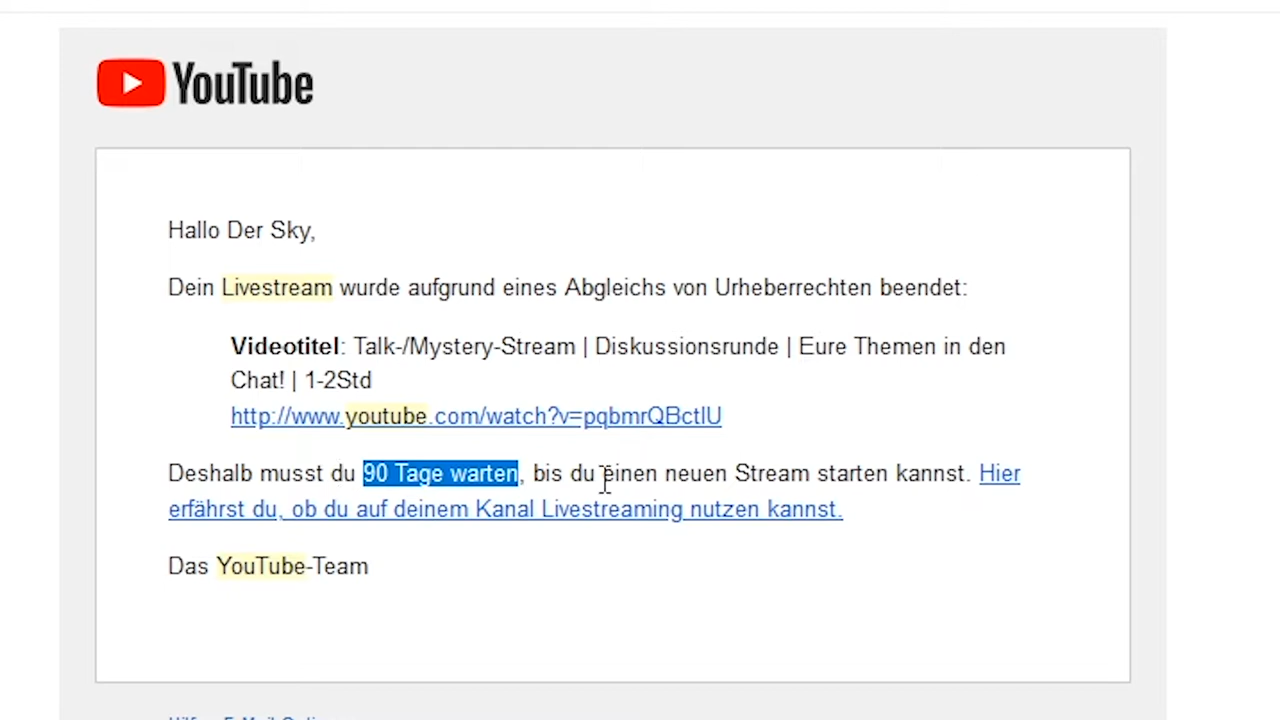 YouTube
Hallo Der Sky,
Dein Livestream wurde aufgrund eines Abgleichs von Urheberrechten beendet:
Videotitel: Talk-/Mystery-Stream | Diskussionsrunde | Eure Themen in den
Chat! | 1-2Std
http://www.youtube.com/watch?v=pqbmrQBctlU
Deshalb musst du 90 Tage warten, bis du einen neuen Stream starten kannst. Hier
erfährst du, ob du auf deinem Kanal Livestreaming nutzen kannst.
Das YouTube-Team